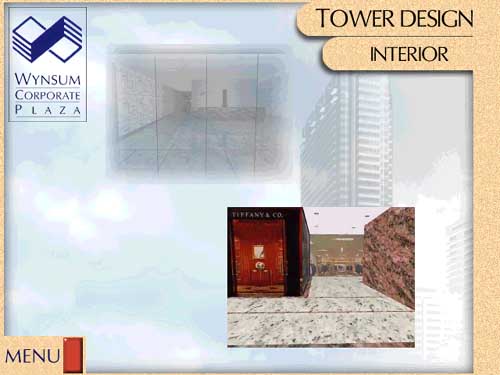 TOWER DESIGN
INTERIOR
WYNSUM
CORPORATE
PLAZA
TIFFANY & CO.
MENU